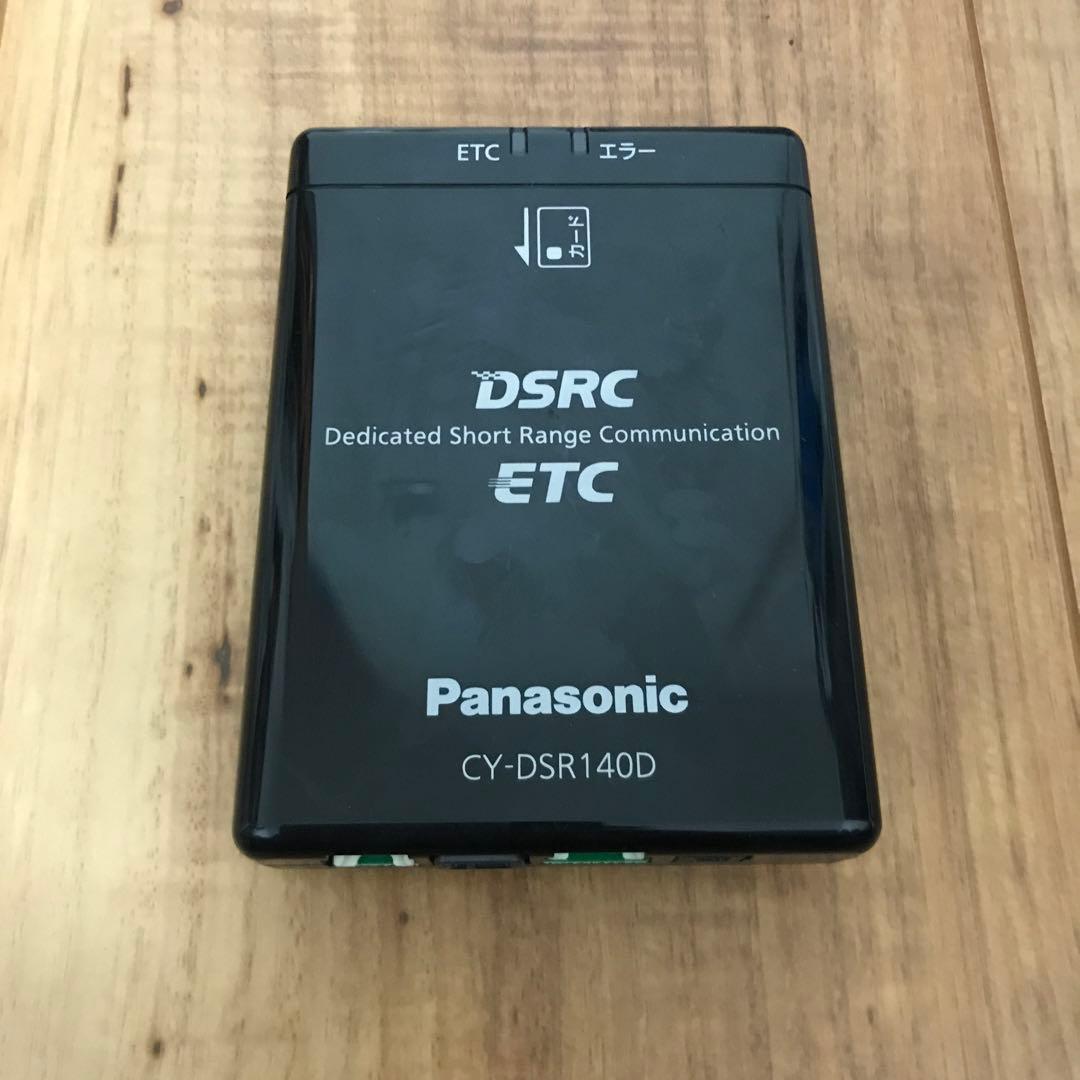 ETC エラー
カード
DSRC
Dedicated Short Range Communication
ETC
Panasonic
CY-DSR140D